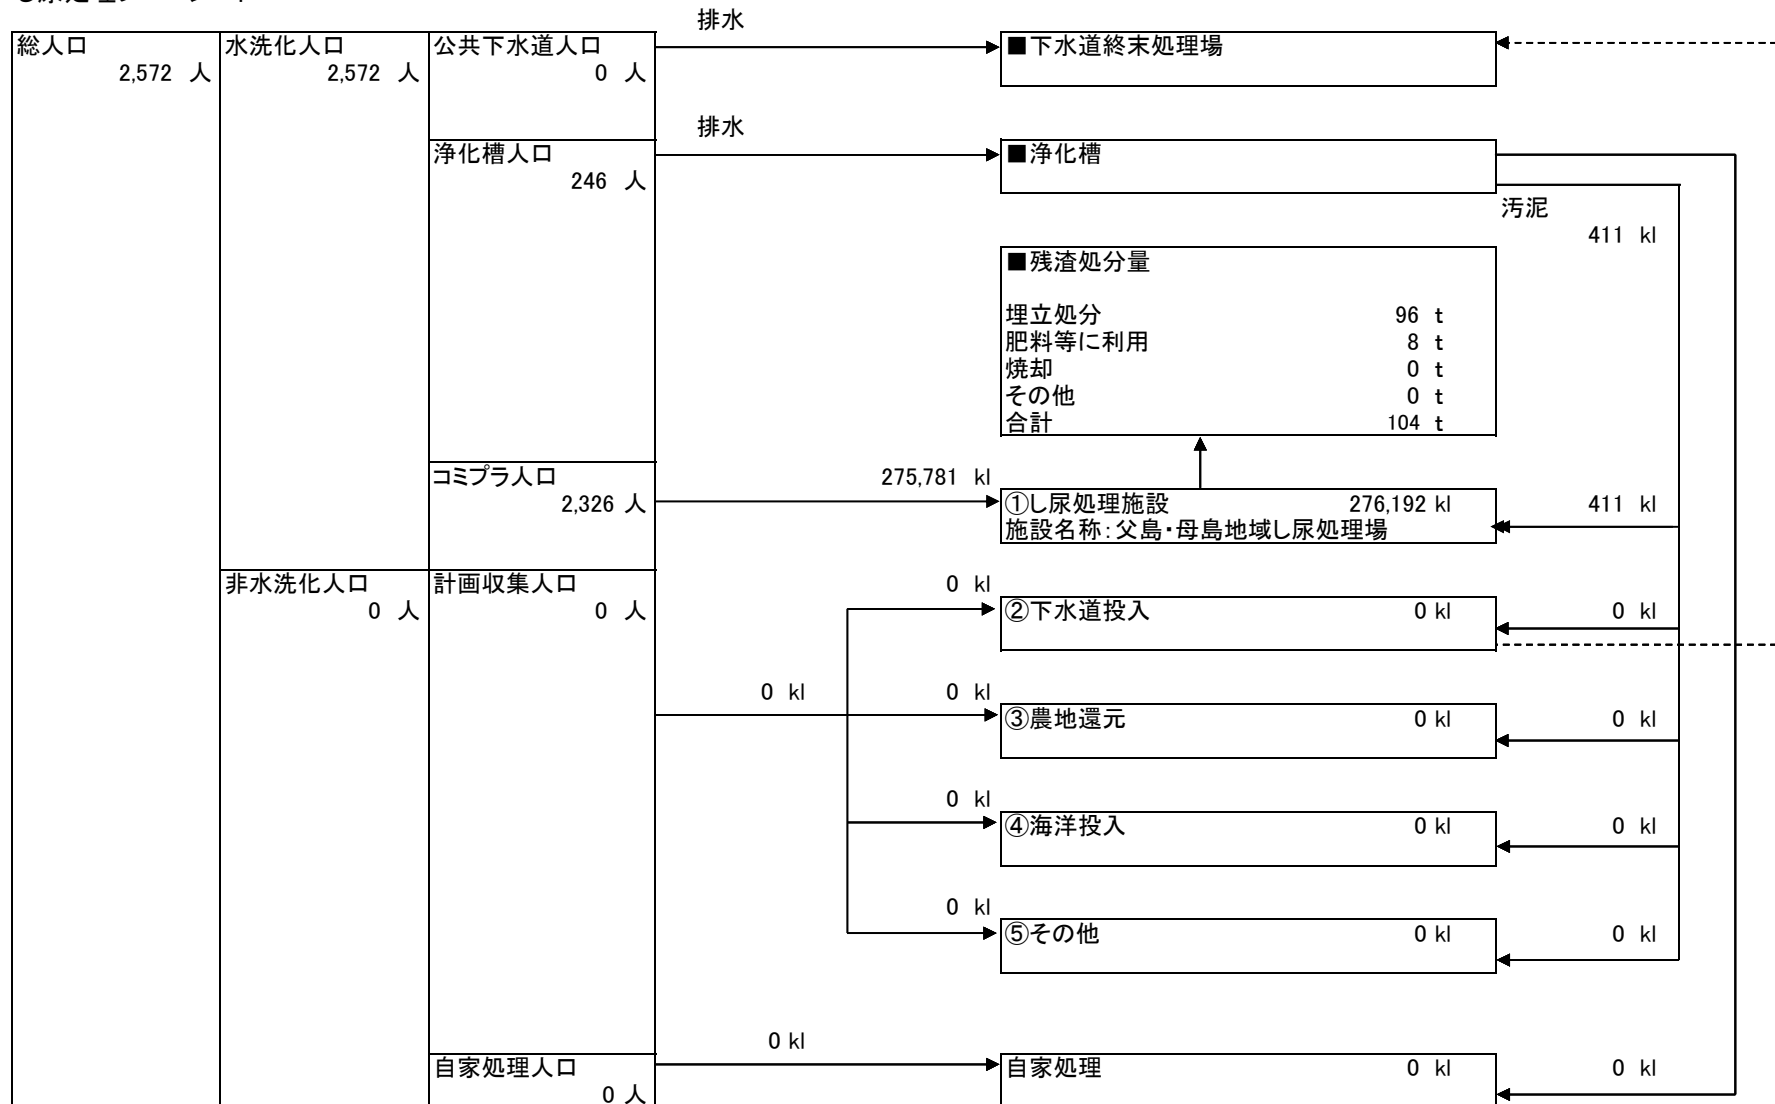 排水
総人口 水洗化人口 公共下水道人口 ■下水道終末処理場
2,572 人 2,572 人 0 人
排水
浄化槽人口 ■浄化槽
246 人
汚泥
411 kl
■残渣処分量
埋立処分 96 t
肥料等に利用 8 t
焼却 0 t
その他 0 t
合計 104 t
コミプラ人口 275,781 kl
2,326 人 ①し尿処理施設 276,192 kl 411 kl
施設名称：父島・母島地域し尿処理場
非水洗化人口 計画収集人口 0 kl
0 人 0 人 ②下水道投入 0 kl 0 kl
0 kl 0 kl
③農地還元 0 kl 0 kl
0 kl
④海洋投入 0 kl 0 kl
0 kl
⑤その他 0 kl 0 kl
0 kl
自家処理人口 自家処理 0 kl 0 kl
0 人